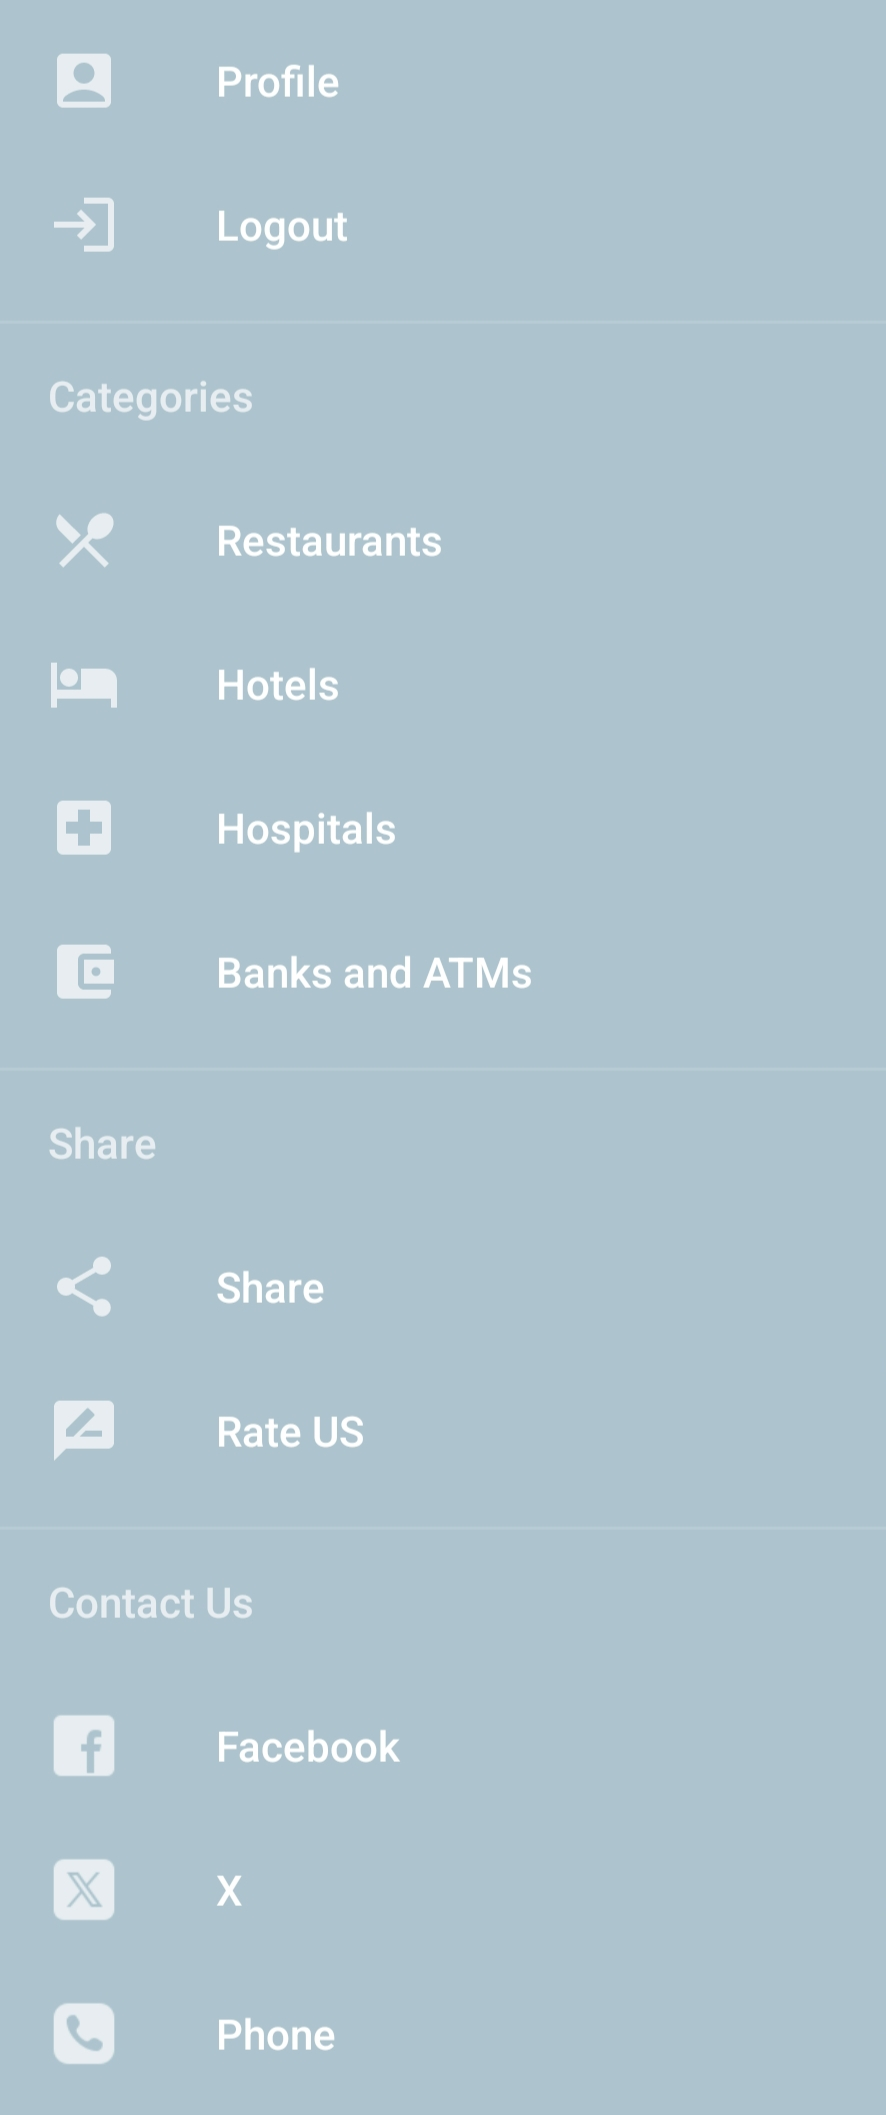 Profile
Logout
Categories
Restaurants
Hotels
Hospitals
Banks and ATMs
Share
Share
Rate US
Contact Us
Facebook
X
Phone